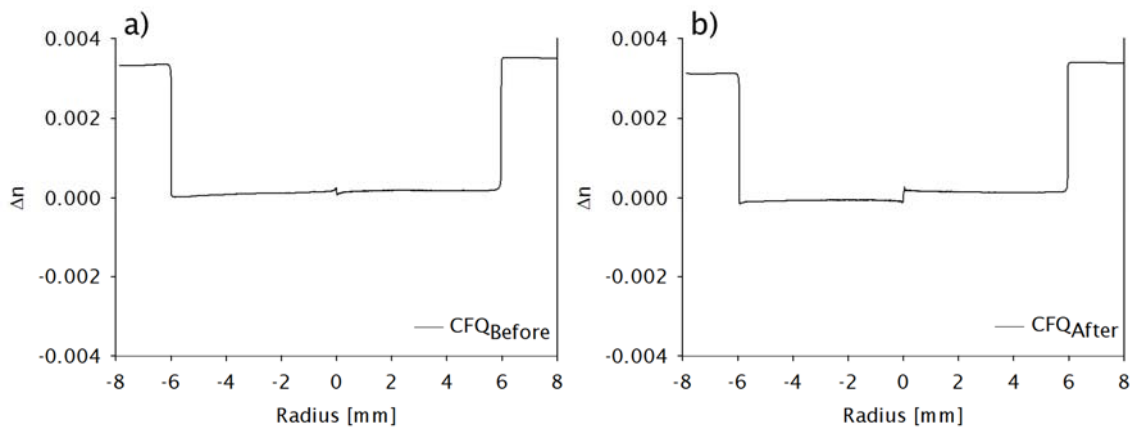 a)
0.004
0.002
0.000
-0.002
-0.004
Δn
-8 -6 -4 -2 0 2 4 6 8
Radius [mm]
CFQBefore
b)
0.004
0.002
0.000
-0.002
-0.004
Δn
-8 -6 -4 -2 0 2 4 6 8
Radius [mm]
CFQAfter